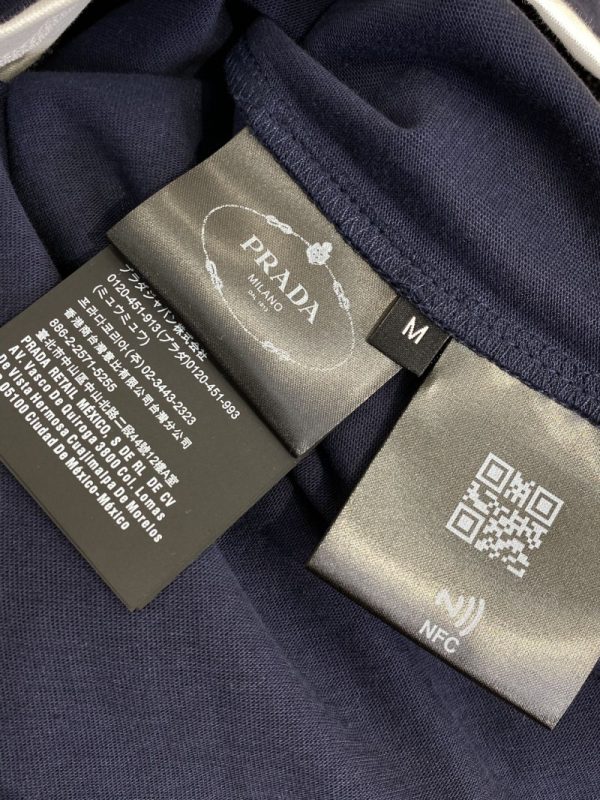 PRADA
MILANO
M
プラダジャパン株式会社
0120-451-913(プラダ)0120-451-993
(ミュウミュウ)
프라다코리아(주) 02-3443-2323
香港商台灣普比有限公司台灣分公司
886-2-2571-5255
臺北市中山區中山北路二段44號12樓A室
PRADA RETAIL MÉXICO, S DE RL. DE CV
AV. Vasco De Quiroga 3800 Col. Lomas
De Vista Hermosa Cuajimalpa De Morelos
05100 Ciudad De México-México
NFC